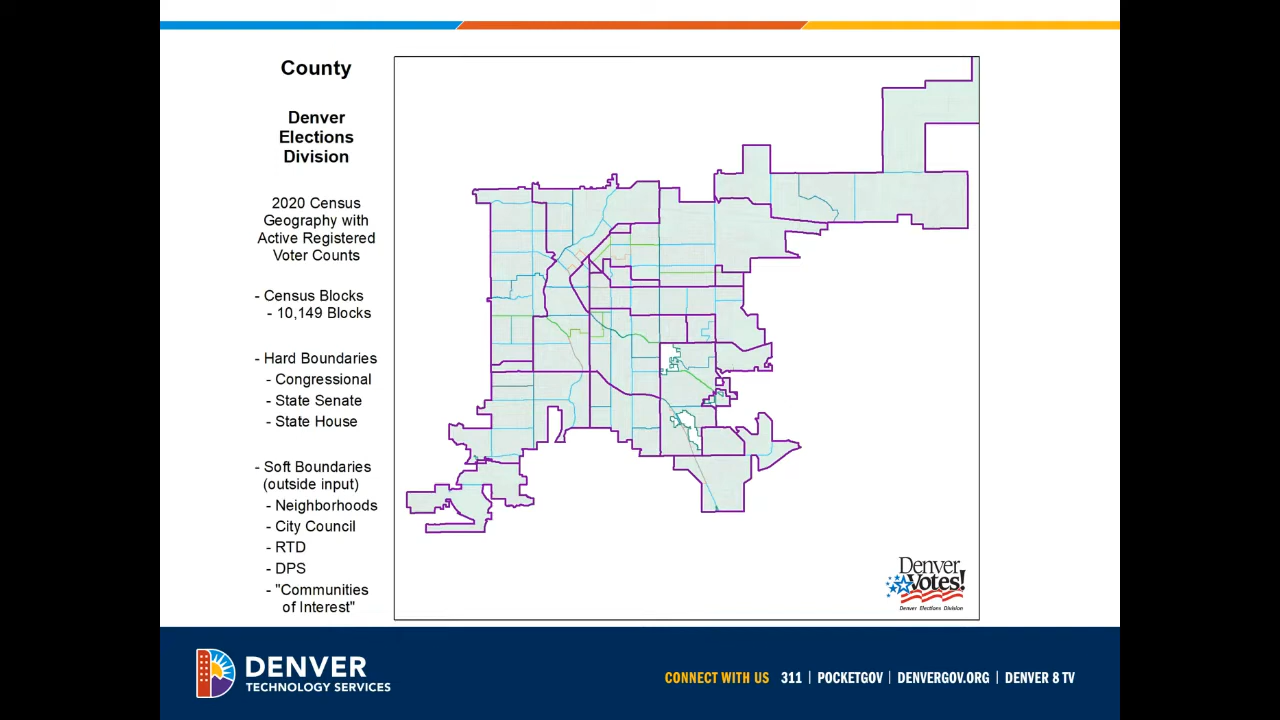 County
Denver
Elections
Division
2020 Census
Geography with
Active Registered
Voter Counts
- Census Blocks
- 10,149 Blocks
- Hard Boundaries
- Congressional
- State Senate
- State House
- Soft Boundaries
(outside input)
- Neighborhoods
- City Council
- RTD
- DPS
- "Communities
of Interest"
Denver
Votes!
Denver Elections Division
DENVER
TECHNOLOGY SERVICES
CONNECT WITH US 311 | POCKETGOV | DENVERGOV.ORG | DENVER 8 TV